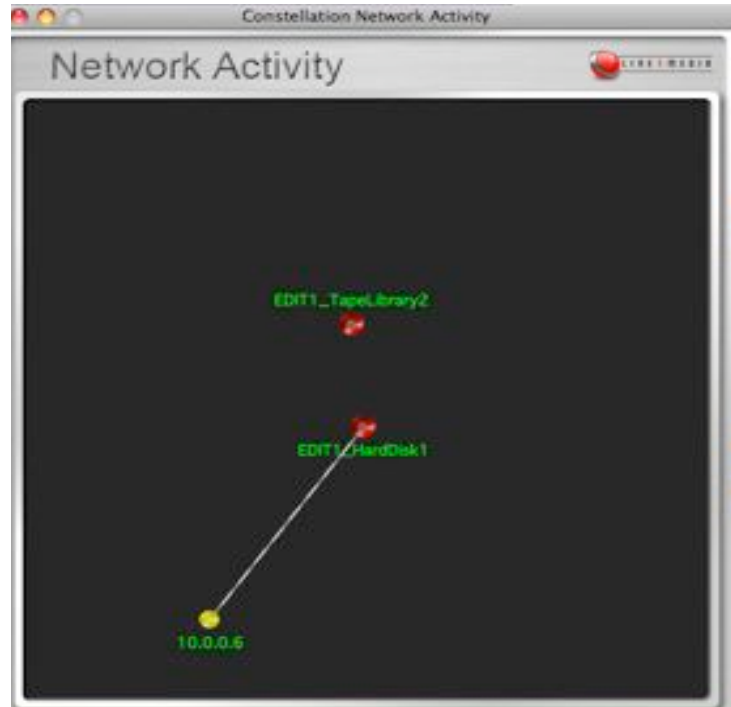 Constellation Network Activity
Network Activity
EDIT1_TapeLibrary2
EDIT1_HardDisk1
10.0.0.6